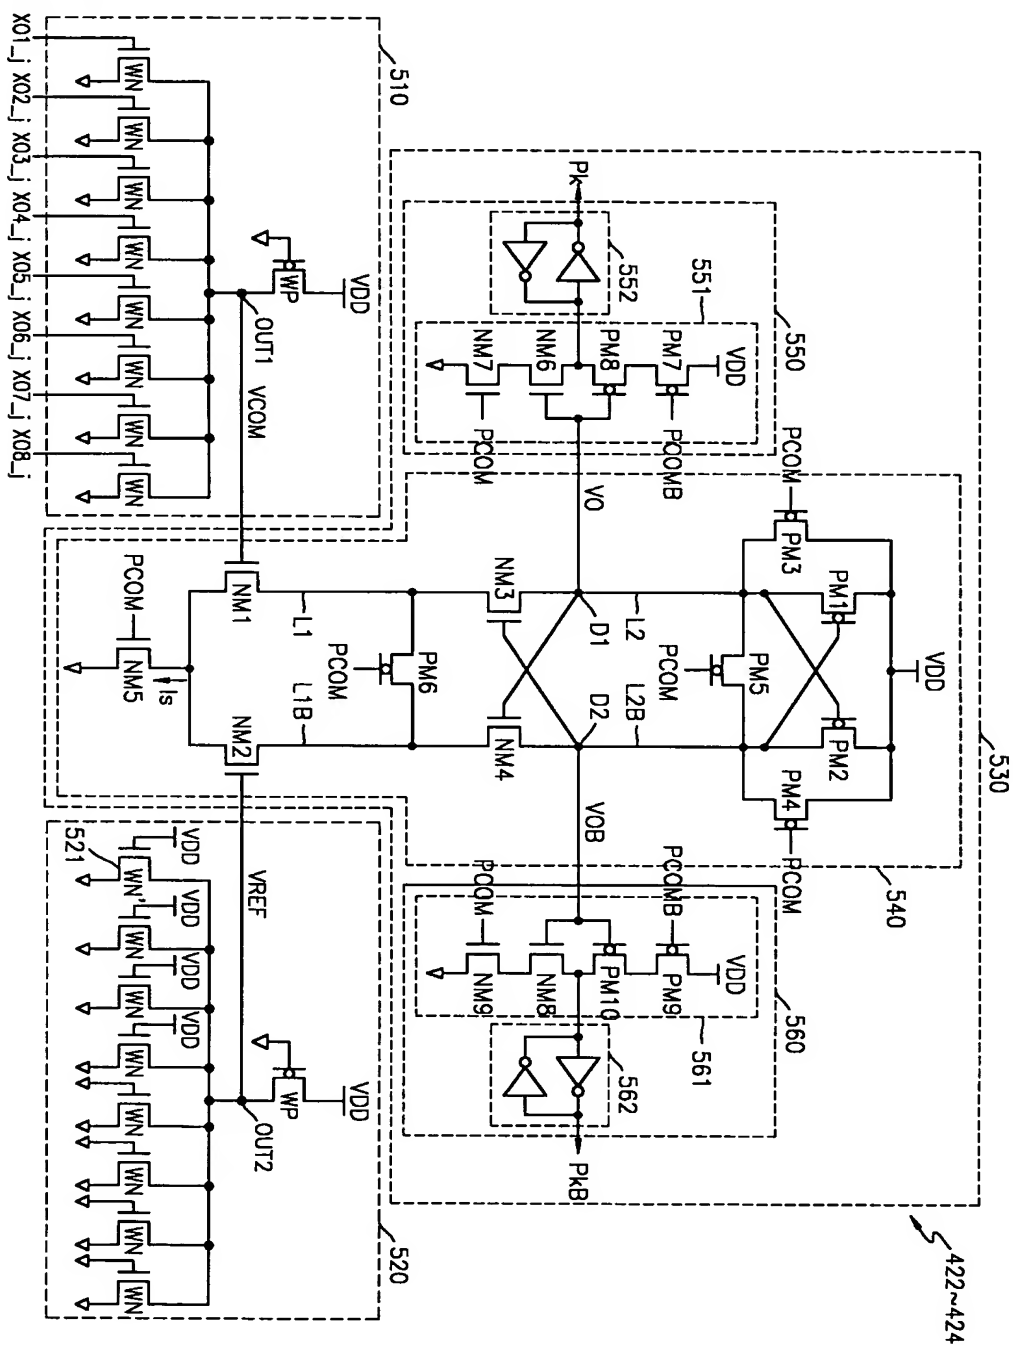 422~424
530
VDD
PM1
PM2
PM3
PM4
PCOM
PCOM
PM5
PCOM
540
L2
L2B
D1
D2
VO
VOB
NM3
NM4
PM6
PCOM
L1
L1B
NM1
NM2
Is
PCOM
NM5
550
551
VDD
PM7
PCOMB
PM8
NM6
NM7
PCOM
552
Pk
560
561
VDD
PM9
PCOMB
PM10
NM8
NM9
PCOM
562
PkB
510
VDD
WP
OUT1
VCOM
WN
WN
WN
WN
WN
WN
WN
WN
X01_j X02_j X03_j X04_j X05_j X06_j X07_j X08_j
520
VDD
WP
OUT2
VREF
VDD
VDD
VDD
VDD
521
WN'
WN
WN
WN
WN
WN
WN
WN